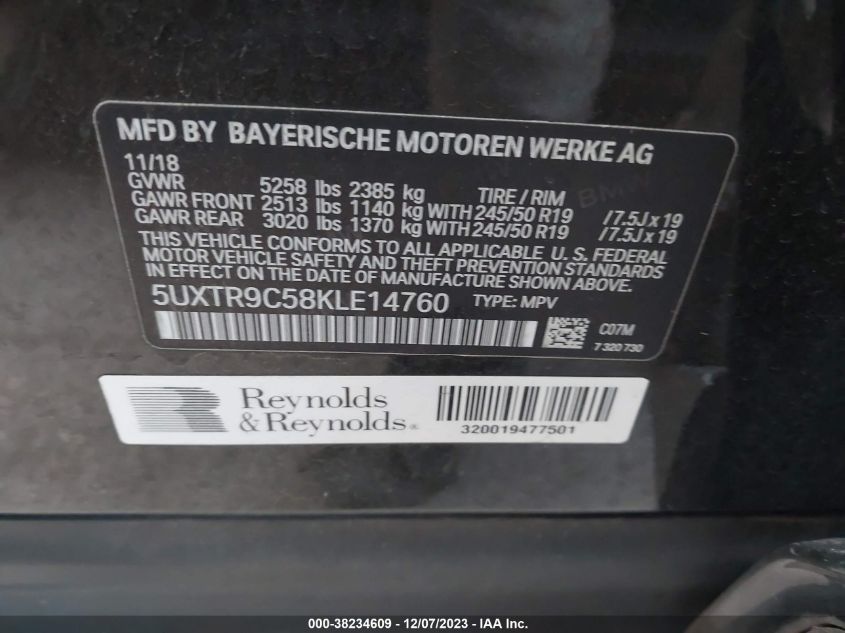 MFD BY BAYERISCHE MOTOREN WERKE AG
11/18
GVWR 5258 lbs 2385 kg TIRE / RIM
GAWR FRONT 2513 lbs 1140 kg WITH 245/50 R19 /7.5J x 19
GAWR REAR 3020 lbs 1370 kg WITH 245/50 R19 /7.5J x 19
THIS VEHICLE CONFORMS TO ALL APPLICABLE U. S. FEDERAL
MOTOR VEHICLE SAFETY AND THEFT PREVENTION STANDARDS
IN EFFECT ON THE DATE OF MANUFACTURE SHOWN ABOVE.
5UXTR9C58KLE14760 TYPE: MPV
C07M
7 320 730
BMW
Reynolds
&Reynolds®
320019477501
000-38234609 - 12/07/2023 - IAA Inc.